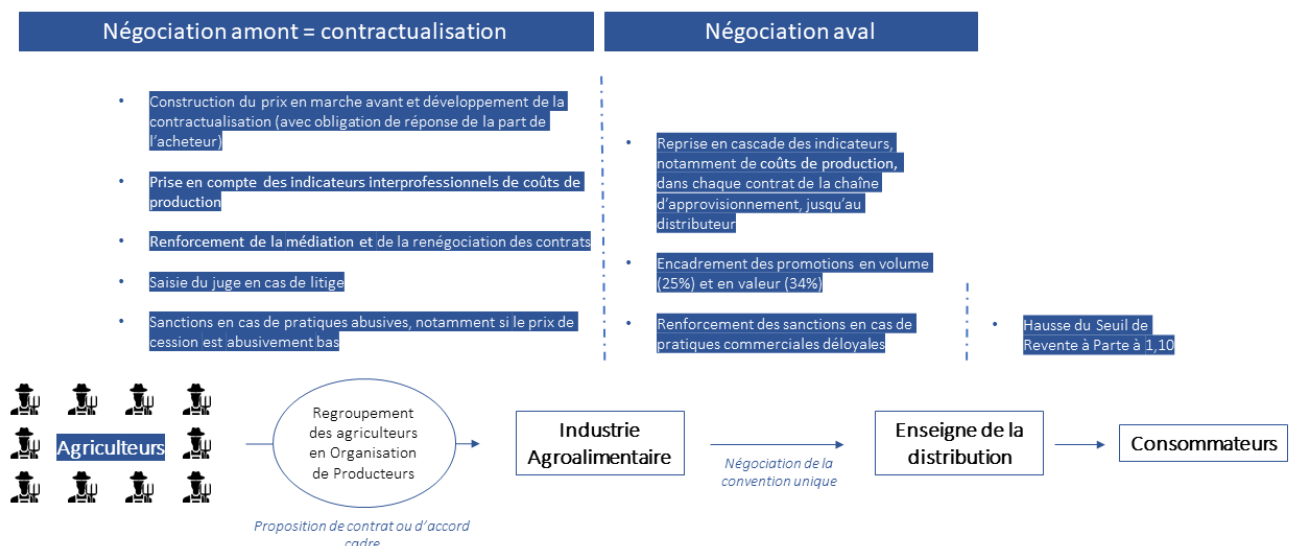 Négociation amont = contractualisation
Négociation aval
• Construction du prix en marche avant et développement de la
contractualisation (avec obligation de réponse de la part de
l'acheteur)
• Prise en compte des indicateurs interprofessionnels de coûts de
production
• Renforcement de la médiation et de la renégociation des contrats
• Saisie du juge en cas de litige
• Sanctions en cas de pratiques abusives, notamment si le prix de
cession est abusivement bas
• Reprise en cascade des indicateurs,
notamment de coûts de production,
dans chaque contrat de la chaîne
d'approvisionnement, jusqu'au
distributeur
• Encadrement des promotions en volume
(25%) et en valeur (34%)
• Renforcement des sanctions en cas de
pratiques commerciales déloyales
• Hausse du Seuil de
Revente à Parte à 1,10
Agriculteurs
Regroupement
des agriculteurs
en Organisation
de Producteurs
Proposition de contrat ou d'accord
cadre
Industrie
Agroalimentaire
Négociation de la
convention unique
Enseigne de la
distribution
Consommateurs